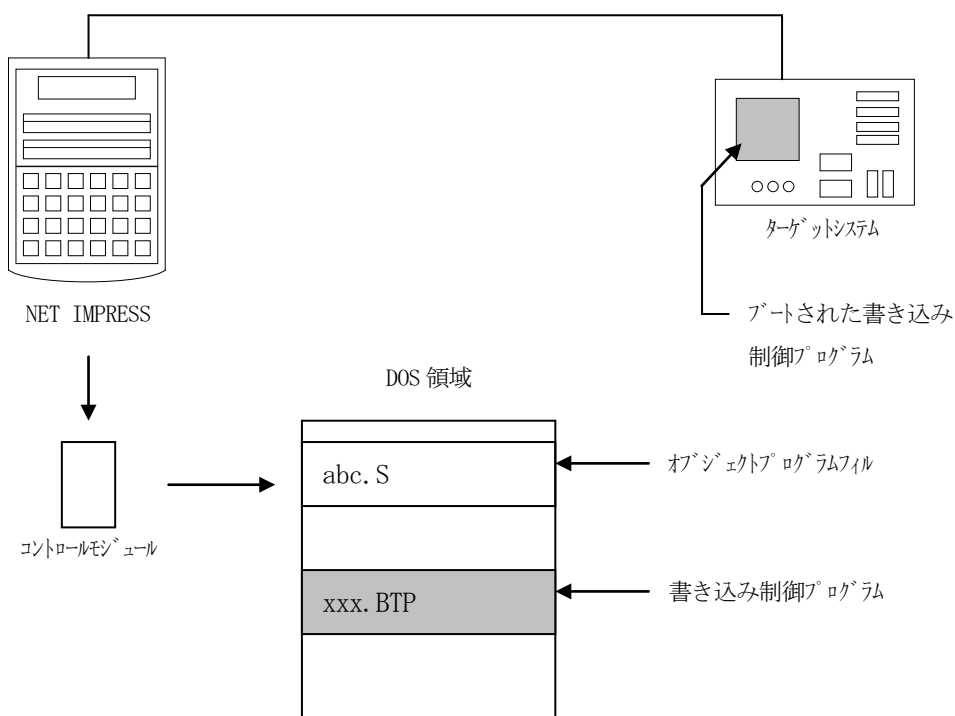 NET IMPRESS
ターゲットシステム
ブートされた書き込み
制御プログラム
DOS 領域
abc.S
オブジェクトプログラムフィル
コントロールモジュール
xxx.BTP
書き込み制御プログラム